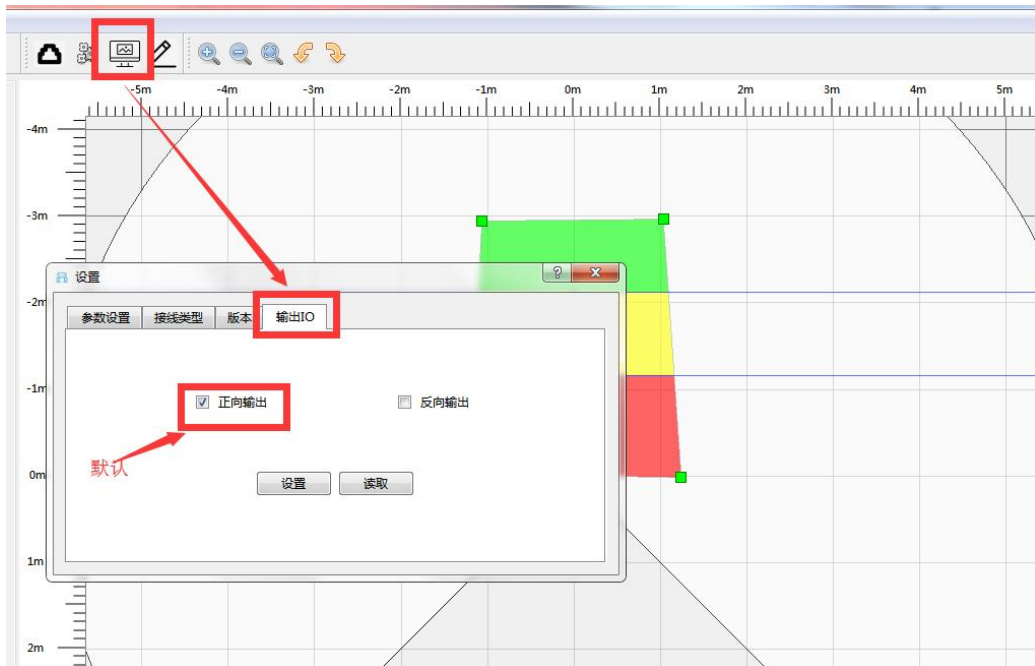 -5m -4m -3m -2m -1m 0m 1m 2m 3m 4m 5m
-4m
-3m
设置 ?
-2m
参数设置 接线类型 版本 输出IO
-1m
正向输出 反向输出
默认
0m
设置 读取
1m
2m